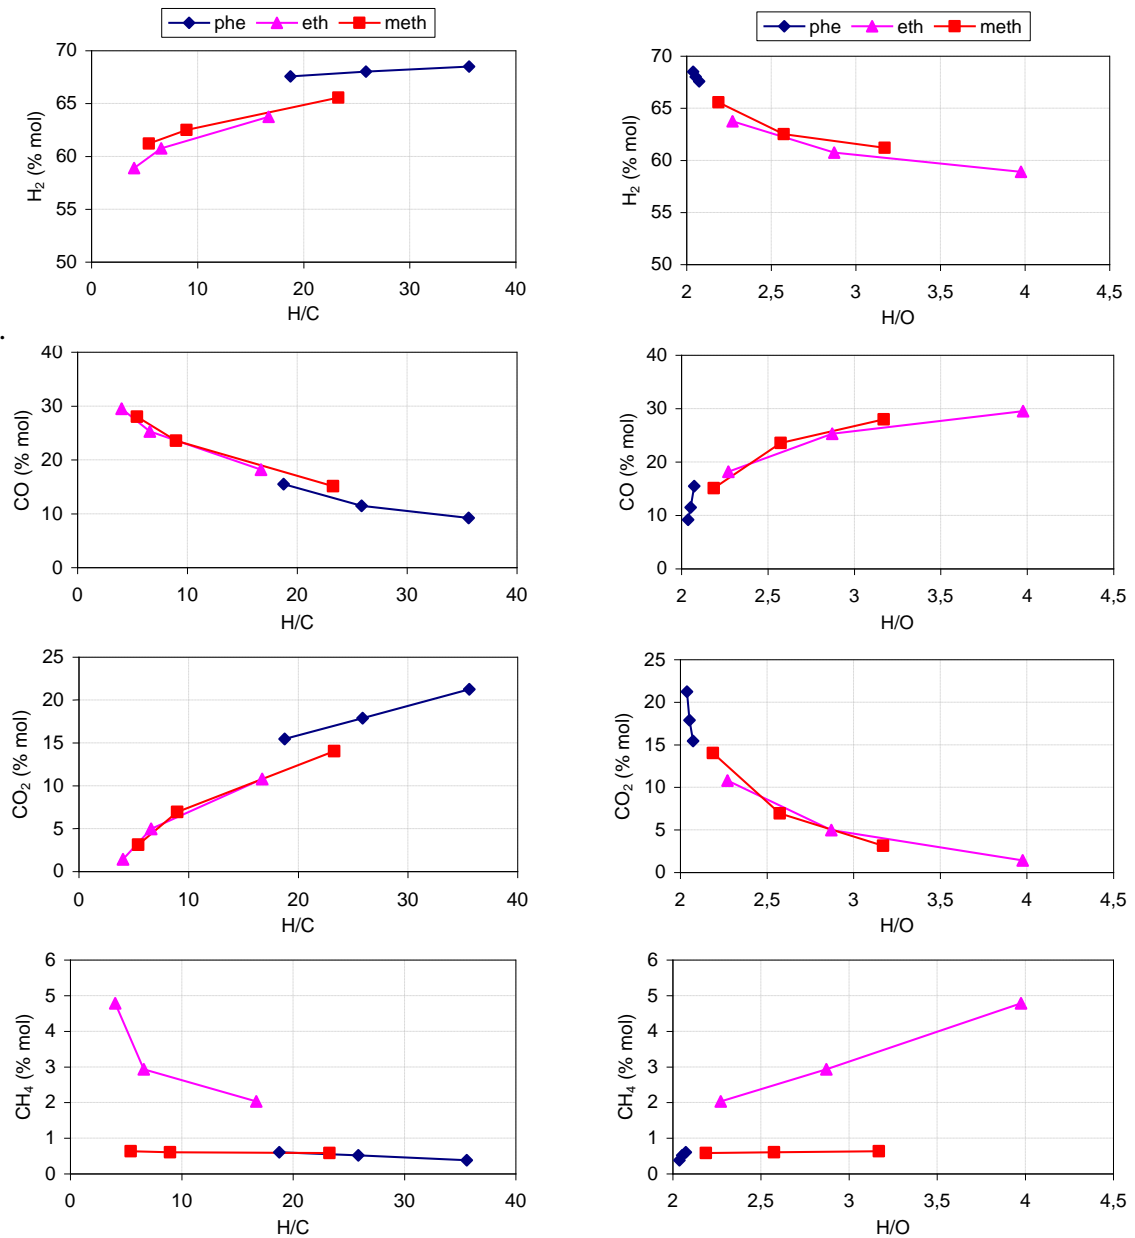 phe eth meth
70
65
60
55
50
H₂ (% mol)
0 10 20 30 40
H/C
phe eth meth
70
65
60
55
50
H₂ (% mol)
2 2,5 3 3,5 4 4,5
H/O
.
40
30
20
10
0
CO (% mol)
0 10 20 30 40
H/C
40
30
20
10
0
CO (% mol)
2 2,5 3 3,5 4 4,5
H/O
25
20
15
10
5
0
CO₂ (% mol)
0 10 20 30 40
H/C
25
20
15
10
5
0
CO₂ (% mol)
2 2,5 3 3,5 4 4,5
H/O
6
5
4
3
2
1
0
CH₄ (% mol)
0 10 20 30 40
H/C
6
5
4
3
2
1
0
CH₄ (% mol)
2 2,5 3 3,5 4 4,5
H/O